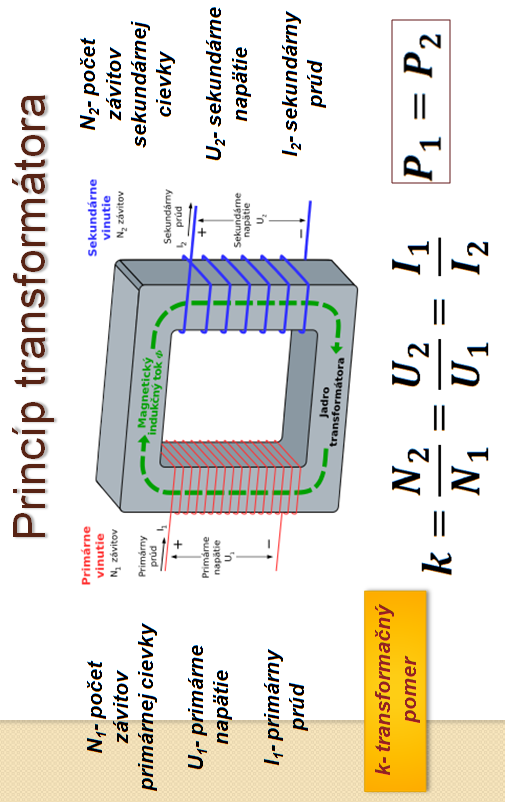 Princíp transformátora
N₁- počet
závitov
primárnej cievky
U₁- primárne
napätie
I₁- primárny
prúd
Primárne
vinutie
N₁ závitov
Primárny
prúd
I₁
+
Primárne
napätie
U₁
−
Magnetický
indukčný tok Φ
Jadro
transformátora
Sekundárne
vinutie
N₂ závitov
Sekundárny
prúd
I₂
+
Sekundárne
napätie
U₂
−
N₂- počet
závitov
sekundárnej
cievky
U₂- sekundárne
napätie
I₂- sekundárny
prúd
k- transformačný
pomer
k = N₂/N₁ = U₂/U₁ = I₁/I₂
P₁ = P₂